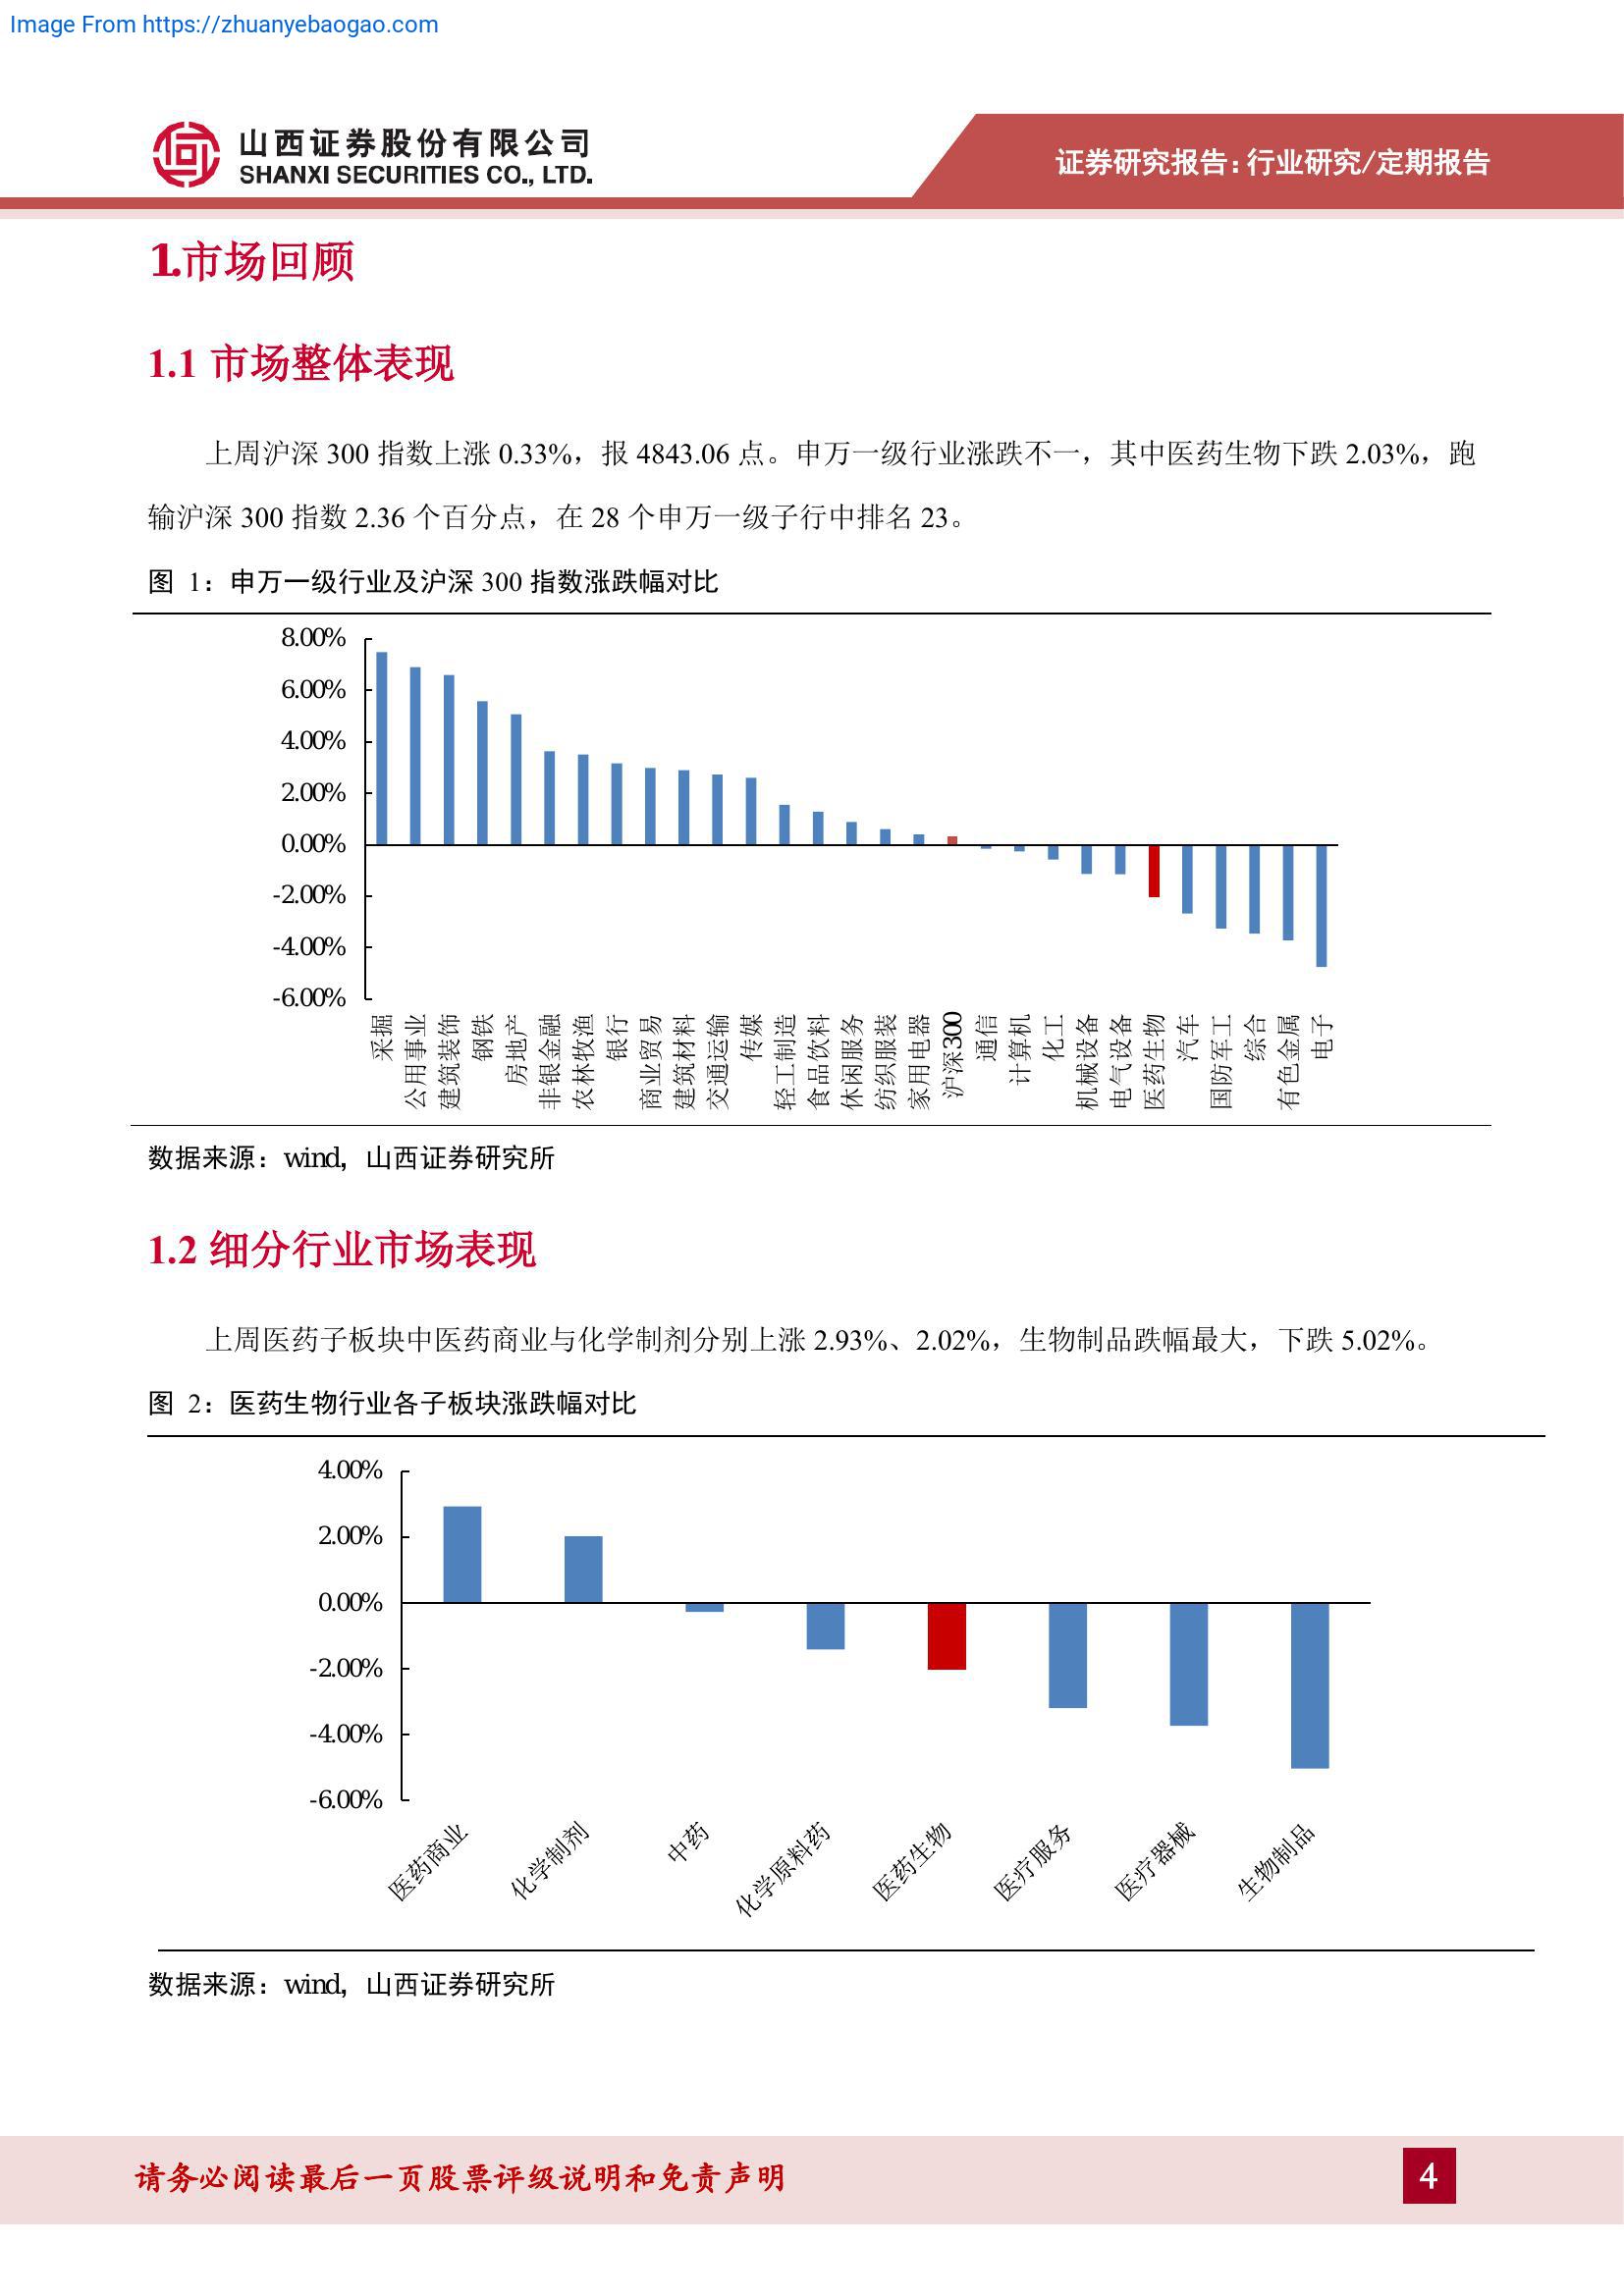 Image From https://zhuanyebaogao.com
山西证券股份有限公司
SHANXI SECURITIES CO., LTD.
证券研究报告:行业研究/定期报告
1.市场回顾
1.1 市场整体表现
上周沪深 300 指数上涨 0.33%，报 4843.06 点。申万一级行业涨跌不一，其中医药生物下跌 2.03%，跑
输沪深 300 指数 2.36 个百分点，在 28 个申万一级子行中排名 23。
图 1：申万一级行业及沪深 300 指数涨跌幅对比
8.00%
6.00%
4.00%
2.00%
0.00%
-2.00%
-4.00%
-6.00%
采掘
公用事业
建筑装饰
钢铁
房地产
非银金融
农林牧渔
银行
商业贸易
建筑材料
交通运输
传媒
轻工制造
食品饮料
休闲服务
纺织服装
家用电器
沪深300
通信
计算机
化工
机械设备
电气设备
医药生物
汽车
国防军工
综合
有色金属
电子
数据来源：wind，山西证券研究所
1.2 细分行业市场表现
上周医药子板块中医药商业与化学制剂分别上涨 2.93%、2.02%，生物制品跌幅最大，下跌 5.02%。
图 2：医药生物行业各子板块涨跌幅对比
4.00%
2.00%
0.00%
-2.00%
-4.00%
-6.00%
医药商业
化学制剂
中药
化学原料药
医药生物
医疗服务
医疗器械
生物制品
数据来源：wind，山西证券研究所
请务必阅读最后一页股票评级说明和免责声明
4